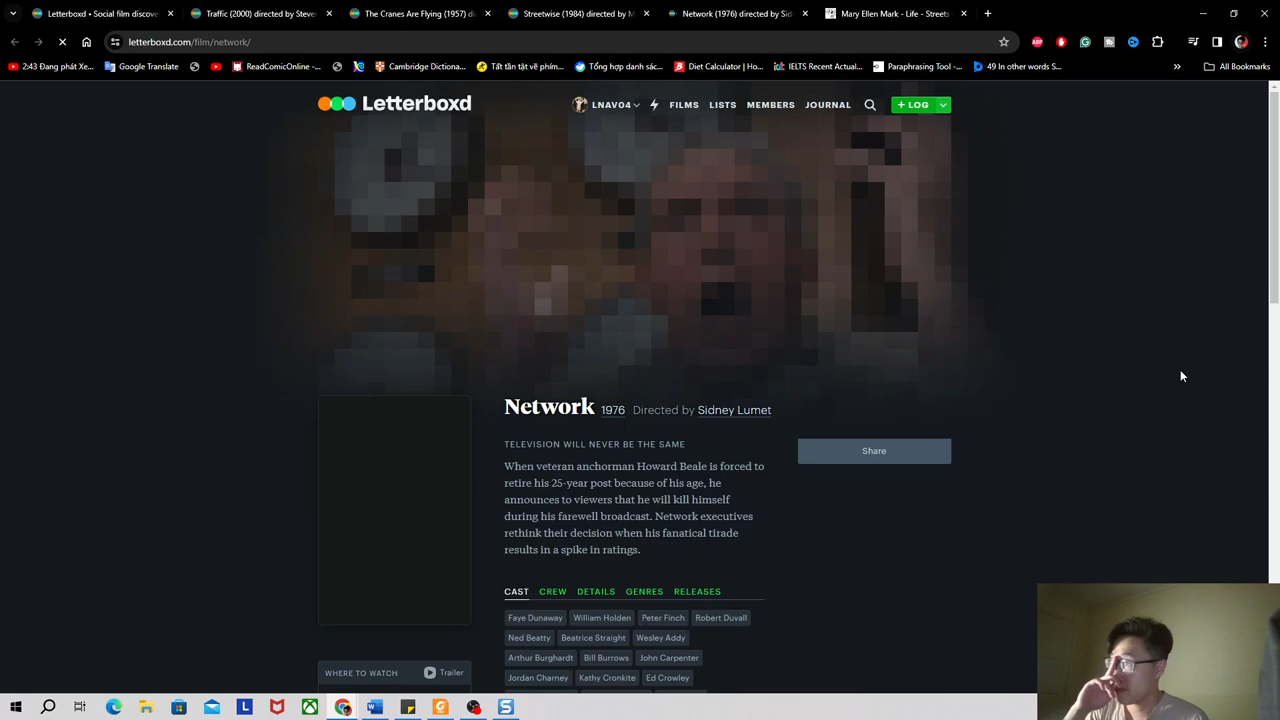 Letterboxd • Social film discove
Traffic (2000) directed by Steve
The Cranes Are Flying (1957) di
Streetwise (1984) directed by M
Network (1976) directed by Sid
Mary Ellen Mark - Life - Streets
letterboxd.com/film/network/
2:43 Đang phát Xe...
Google Translate
ReadComicOnline -...
Cambridge Dictiona...
Tất tần tật về phím...
Tổng hợp danh sác...
Diet Calculator | Ho...
IELTS Recent Actual...
Paraphrasing Tool -...
49 In other words S...
All Bookmarks
Letterboxd
LNAV04
FILMS
LISTS
MEMBERS
JOURNAL
+ LOG
Network 1976 Directed by Sidney Lumet
TELEVISION WILL NEVER BE THE SAME
Share
When veteran anchorman Howard Beale is forced to
retire his 25-year post because of his age, he
announces to viewers that he will kill himself
during his farewell broadcast. Network executives
rethink their decision when his fanatical tirade
results in a spike in ratings.
CAST CREW DETAILS GENRES RELEASES
Faye Dunaway William Holden Peter Finch Robert Duvall
Ned Beatty Beatrice Straight Wesley Addy
Arthur Burghardt Bill Burrows John Carpenter
Jordan Charney Kathy Cronkite Ed Crowley
WHERE TO WATCH Trailer